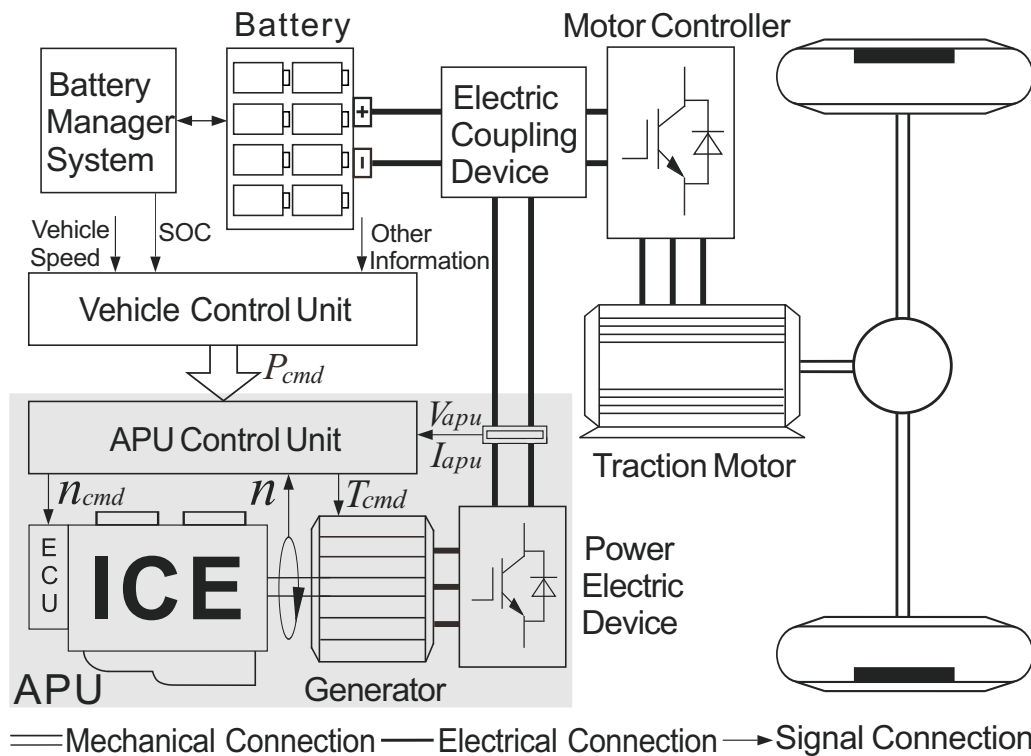 Battery
Motor Controller
Battery
Manager
System
+
−
Electric
Coupling
Device
Vehicle
Speed
SOC
Other
Information
Vehicle Control Unit
Pcmd
APU Control Unit
Vapu
Iapu
Traction Motor
ncmd
n
Tcmd
E
C
U
ICE
Power
Electric
Device
Generator
APU
Mechanical Connection
Electrical Connection
Signal Connection